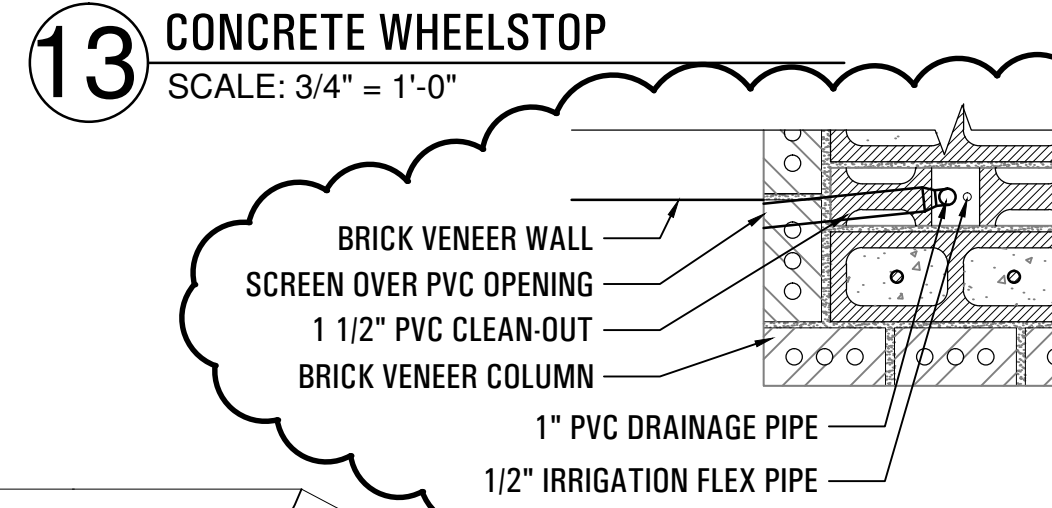 13
CONCRETE WHEELSTOP
SCALE: 3/4" = 1'-0"
BRICK VENEER WALL
SCREEN OVER PVC OPENING
1 1/2" PVC CLEAN-OUT
BRICK VENEER COLUMN
1" PVC DRAINAGE PIPE
1/2" IRRIGATION FLEX PIPE